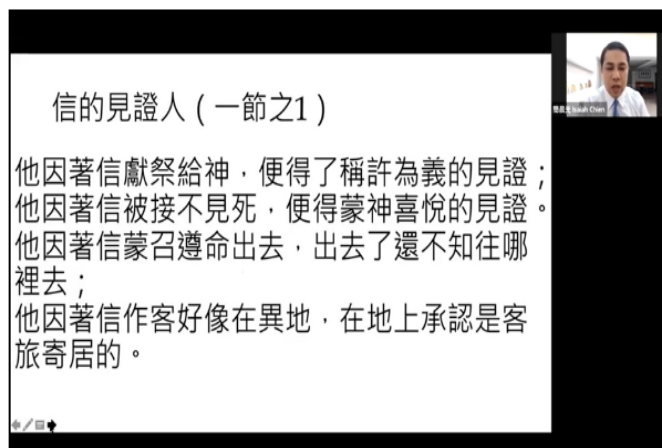 信的見證人（一節之1）
他因著信獻祭給神，便得了稱許為義的見證；
他因著信被接不見死，便得蒙神喜悅的見證。
他因著信蒙召遵命出去，出去了還不知往哪
裡去；
他因著信作客好像在異地，在地上承認是客
旅寄居的。
Isaiah Chen